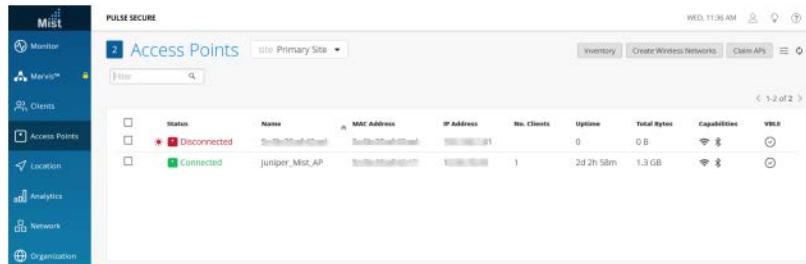 Mist
PULSE SECURE
WED, 11:36 AM
Monitor
Marvis™
Clients
Access Points
Location
Analytics
Network
Organization
2 Access Points site Primary Site
Inventory Create Wireless Networks Claim APs
Filter
< 1-2 of 2 >
Status Name MAC Address IP Address No. Clients Uptime Total Bytes Capabilities VBLE
Disconnected 0 0 B
Connected Juniper_Mist_AP 1 2d 2h 58m 1.3 GB